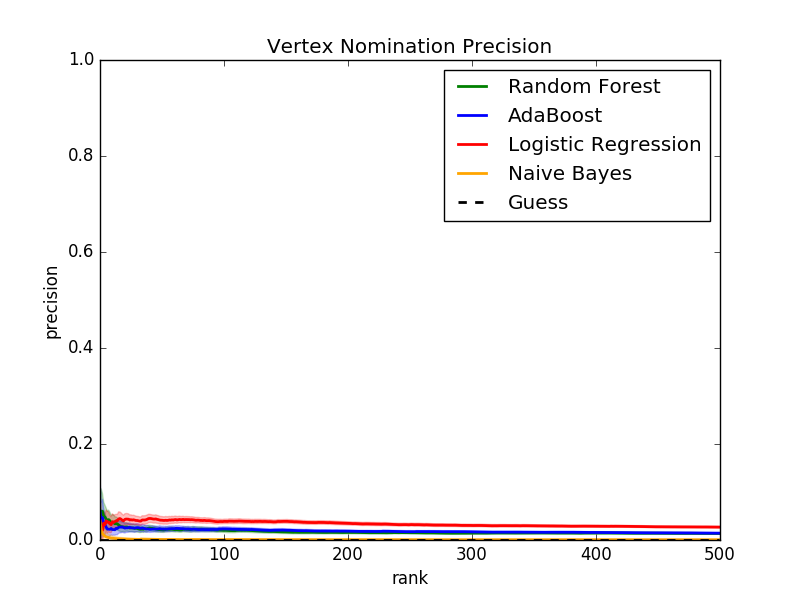 Vertex Nomination Precision
1.0
0.8
0.6
0.4
0.2
0.0
precision
Random Forest
AdaBoost
Logistic Regression
Naive Bayes
Guess
0 100 200 300 400 500
rank